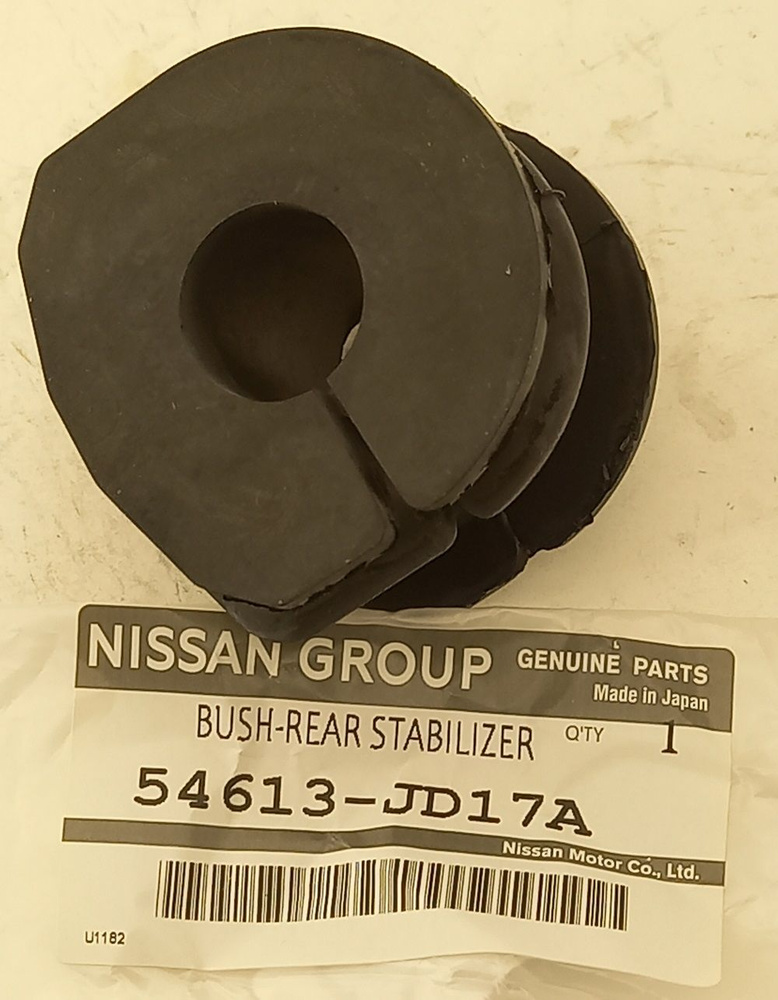 NISSAN GROUP GENUINE PARTS
Made in Japan
BUSH-REAR STABILIZER Q'TY 1
54613-JD17A
Nissan Motor Co., Ltd.
U1182